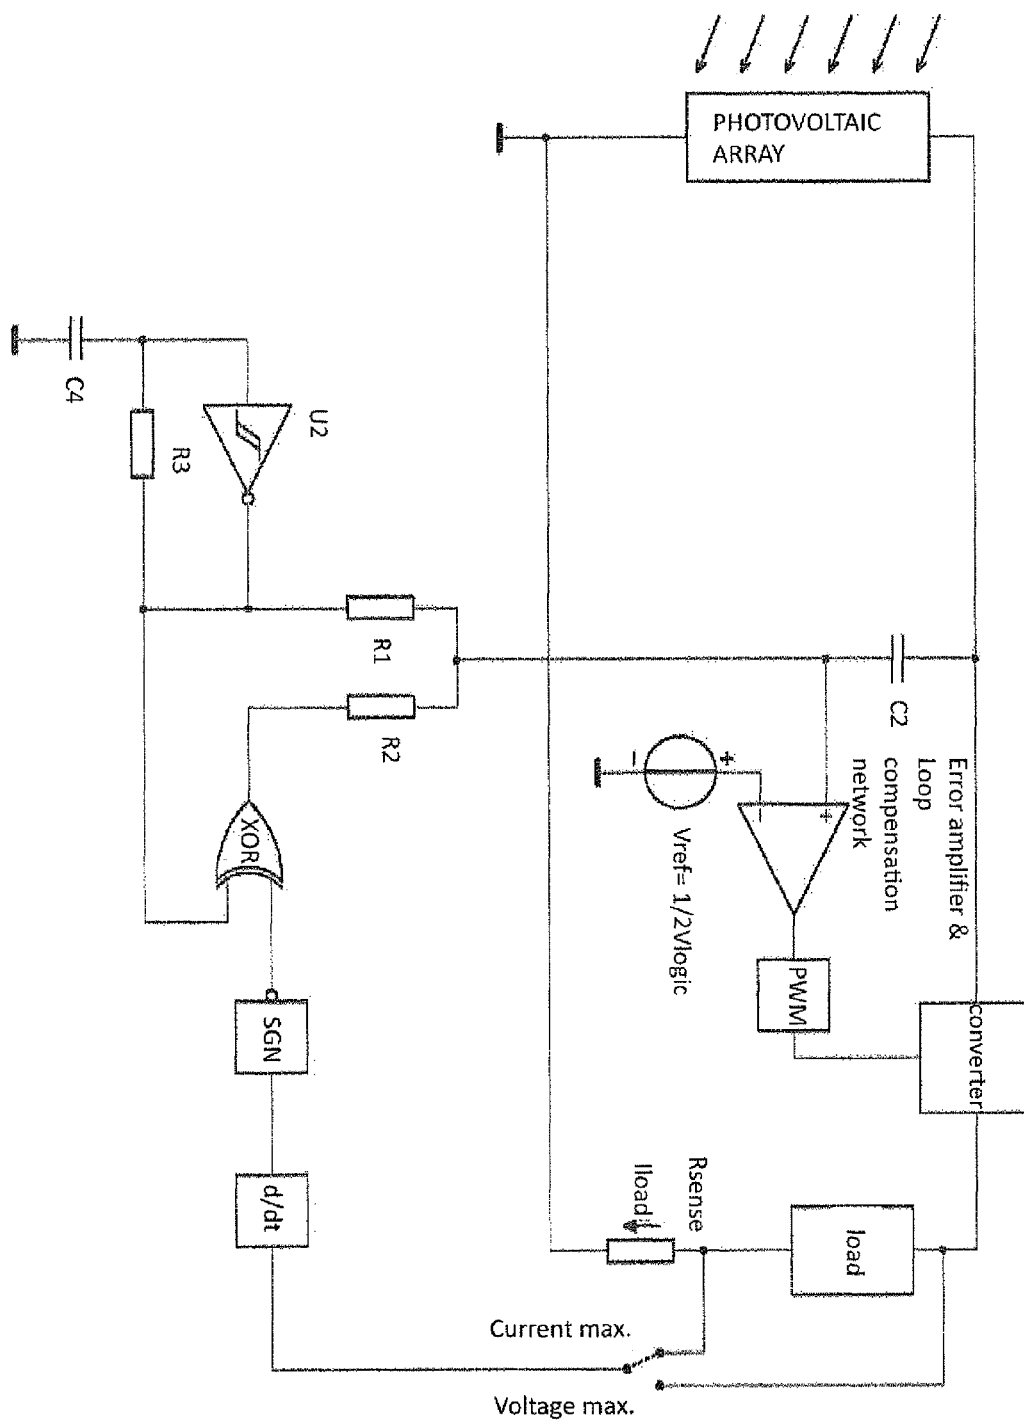 PHOTOVOLTAIC
ARRAY
C4
U2
R3
R1
R2
C2
Error amplifier &
Loop
compensation
network
Vref= 1/2Vlogic
+
−
+
−
PWM
converter
XOR
SGN
d/dt
Rsense
Iload
load
Current max.
Voltage max.